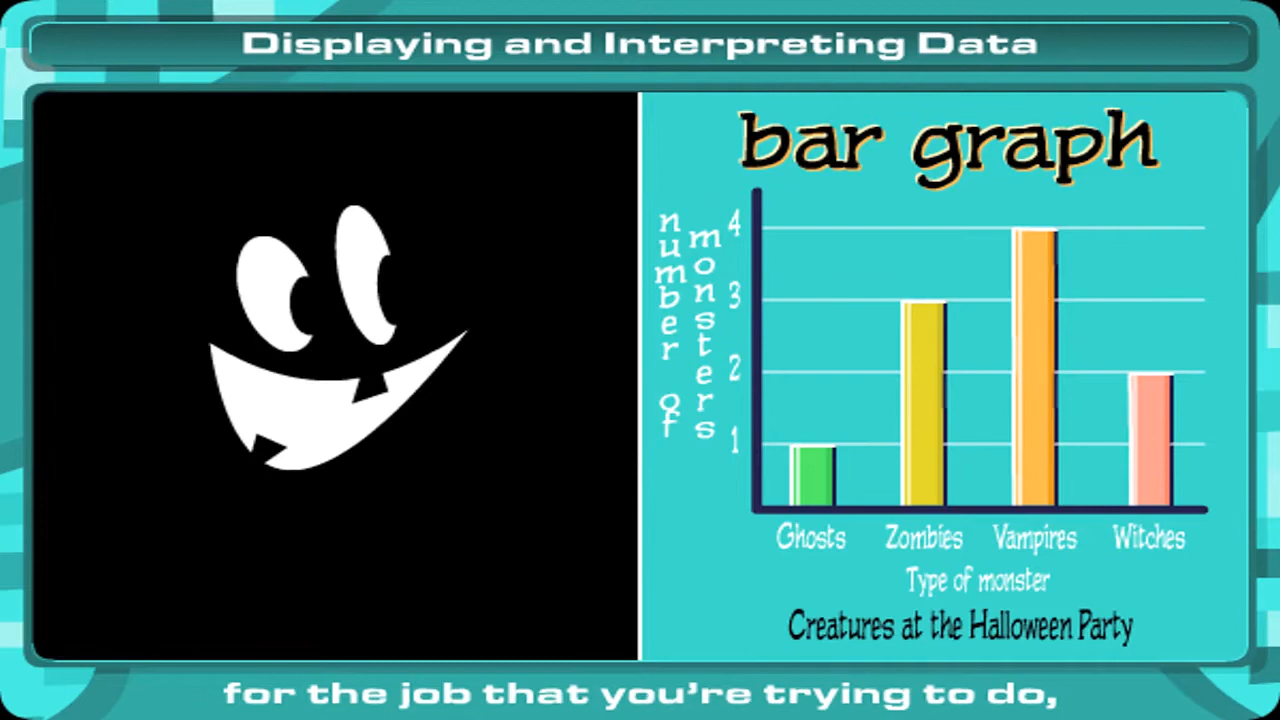 Displaying and Interpreting Data
bar graph
number of
monsters
4
3
2
1
Ghosts Zombies Vampires Witches
Type of monster
Creatures at the Halloween Party
for the job that you're trying to do,